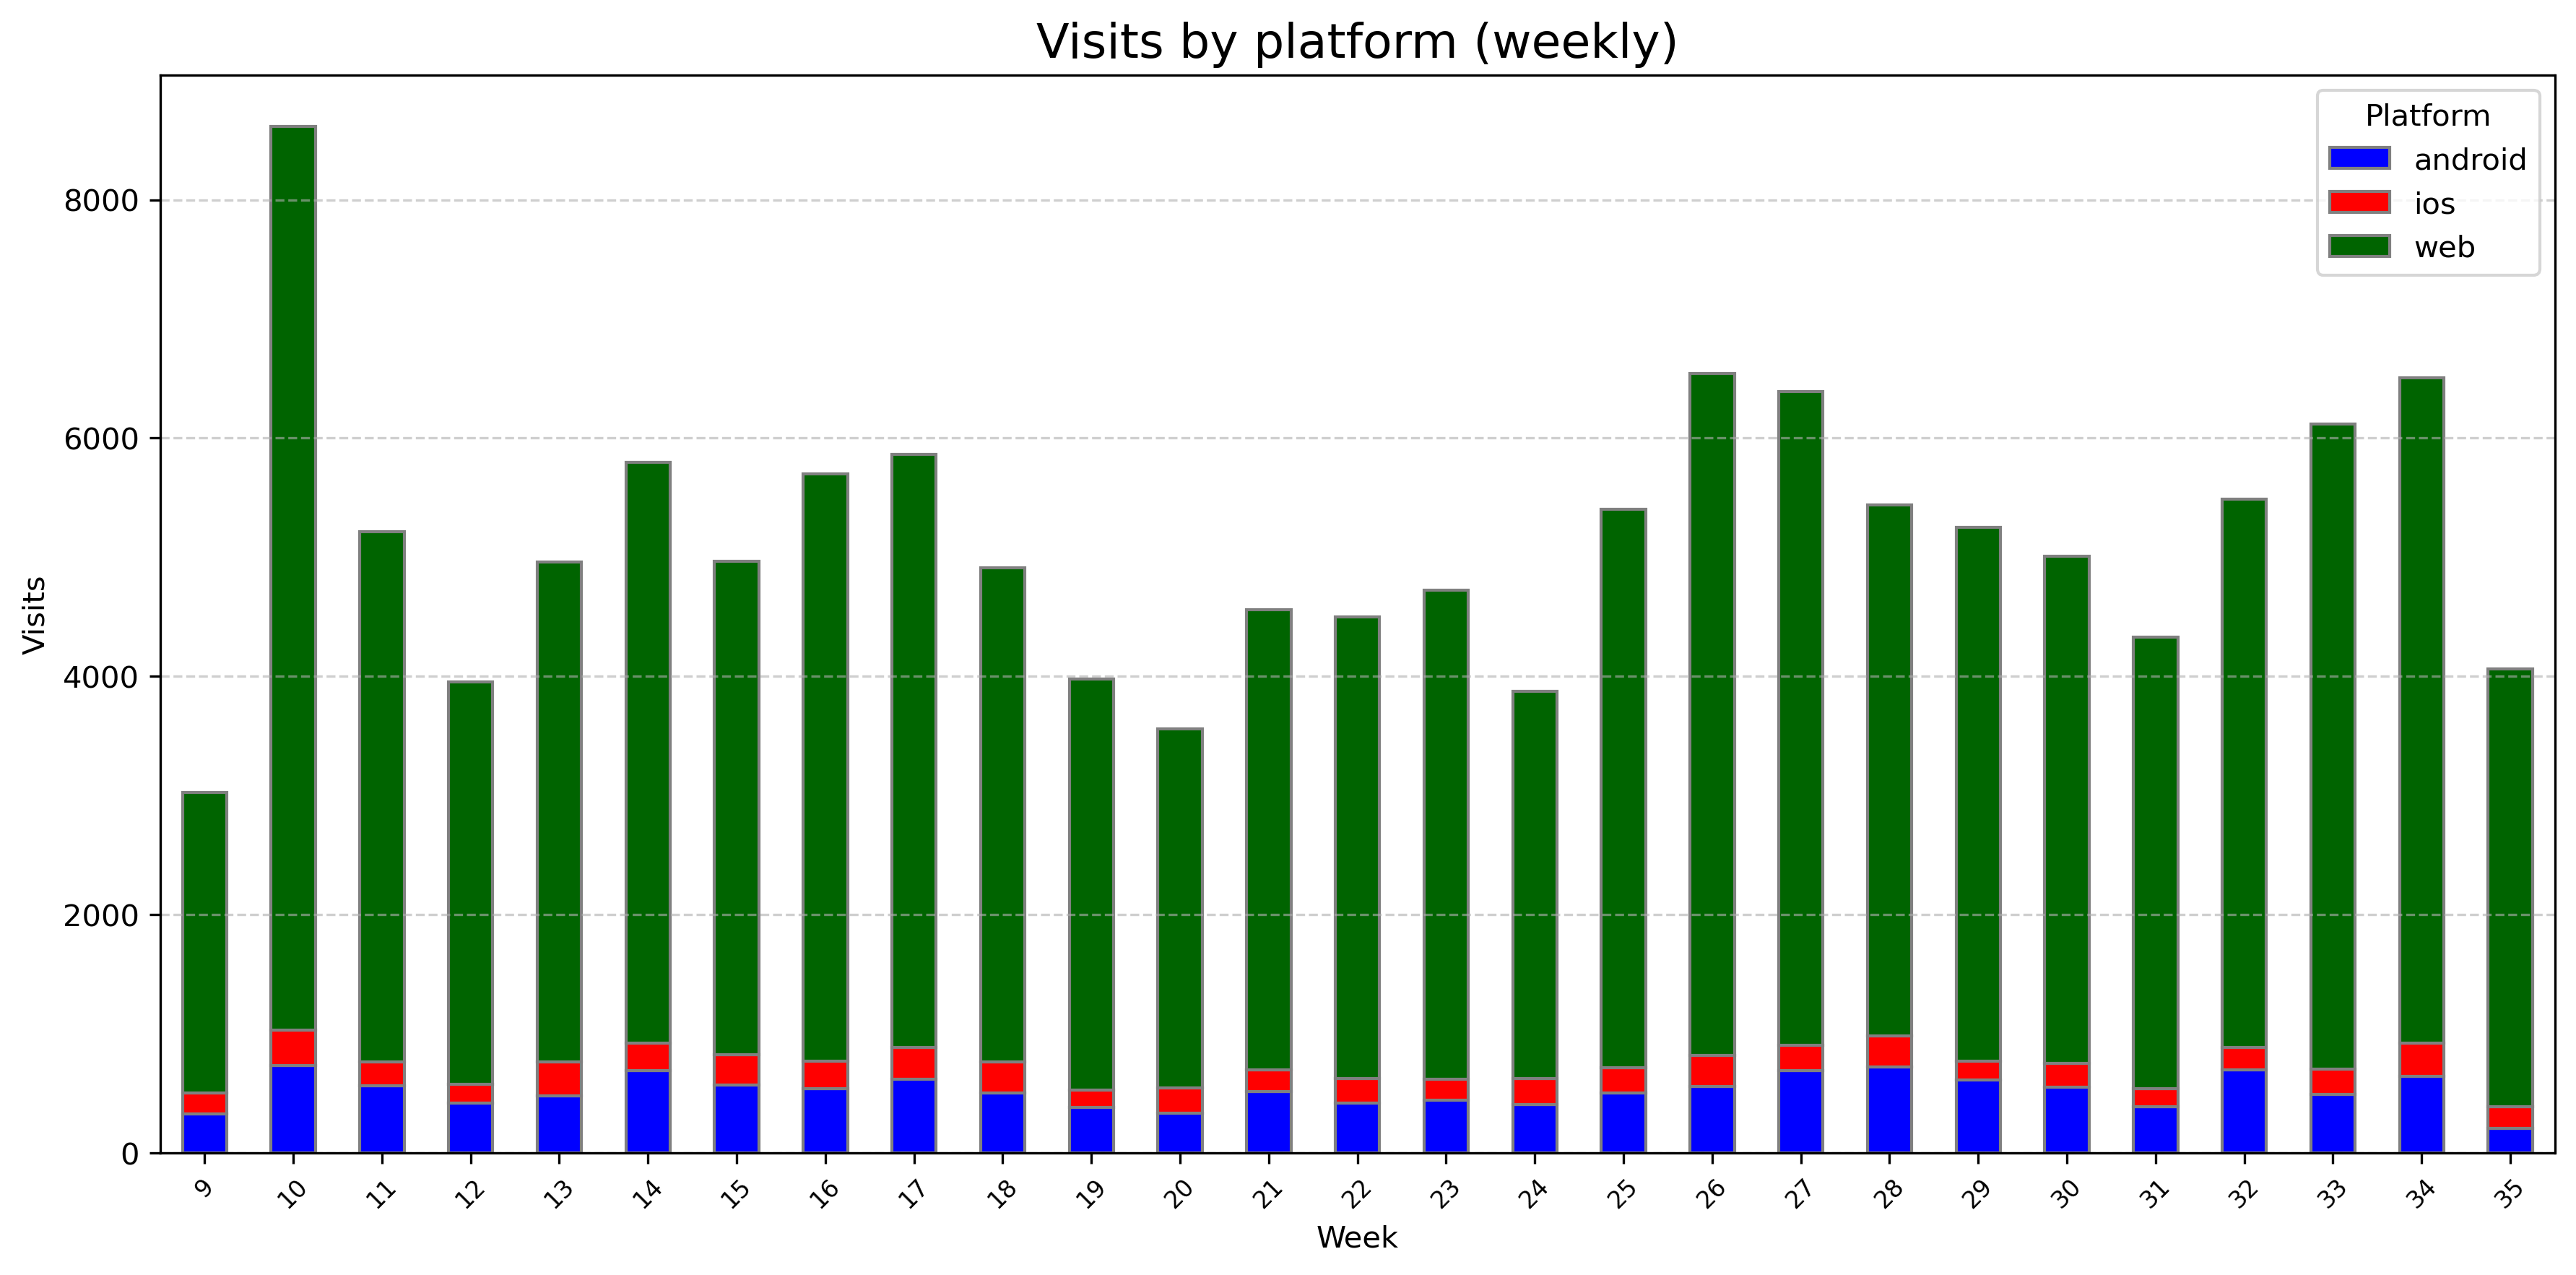 Visits by platform (weekly)
Platform
android
ios
web
Visits
8000
6000
4000
2000
0
9 10 11 12 13 14 15 16 17 18 19 20 21 22 23 24 25 26 27 28 29 30 31 32 33 34 35
Week